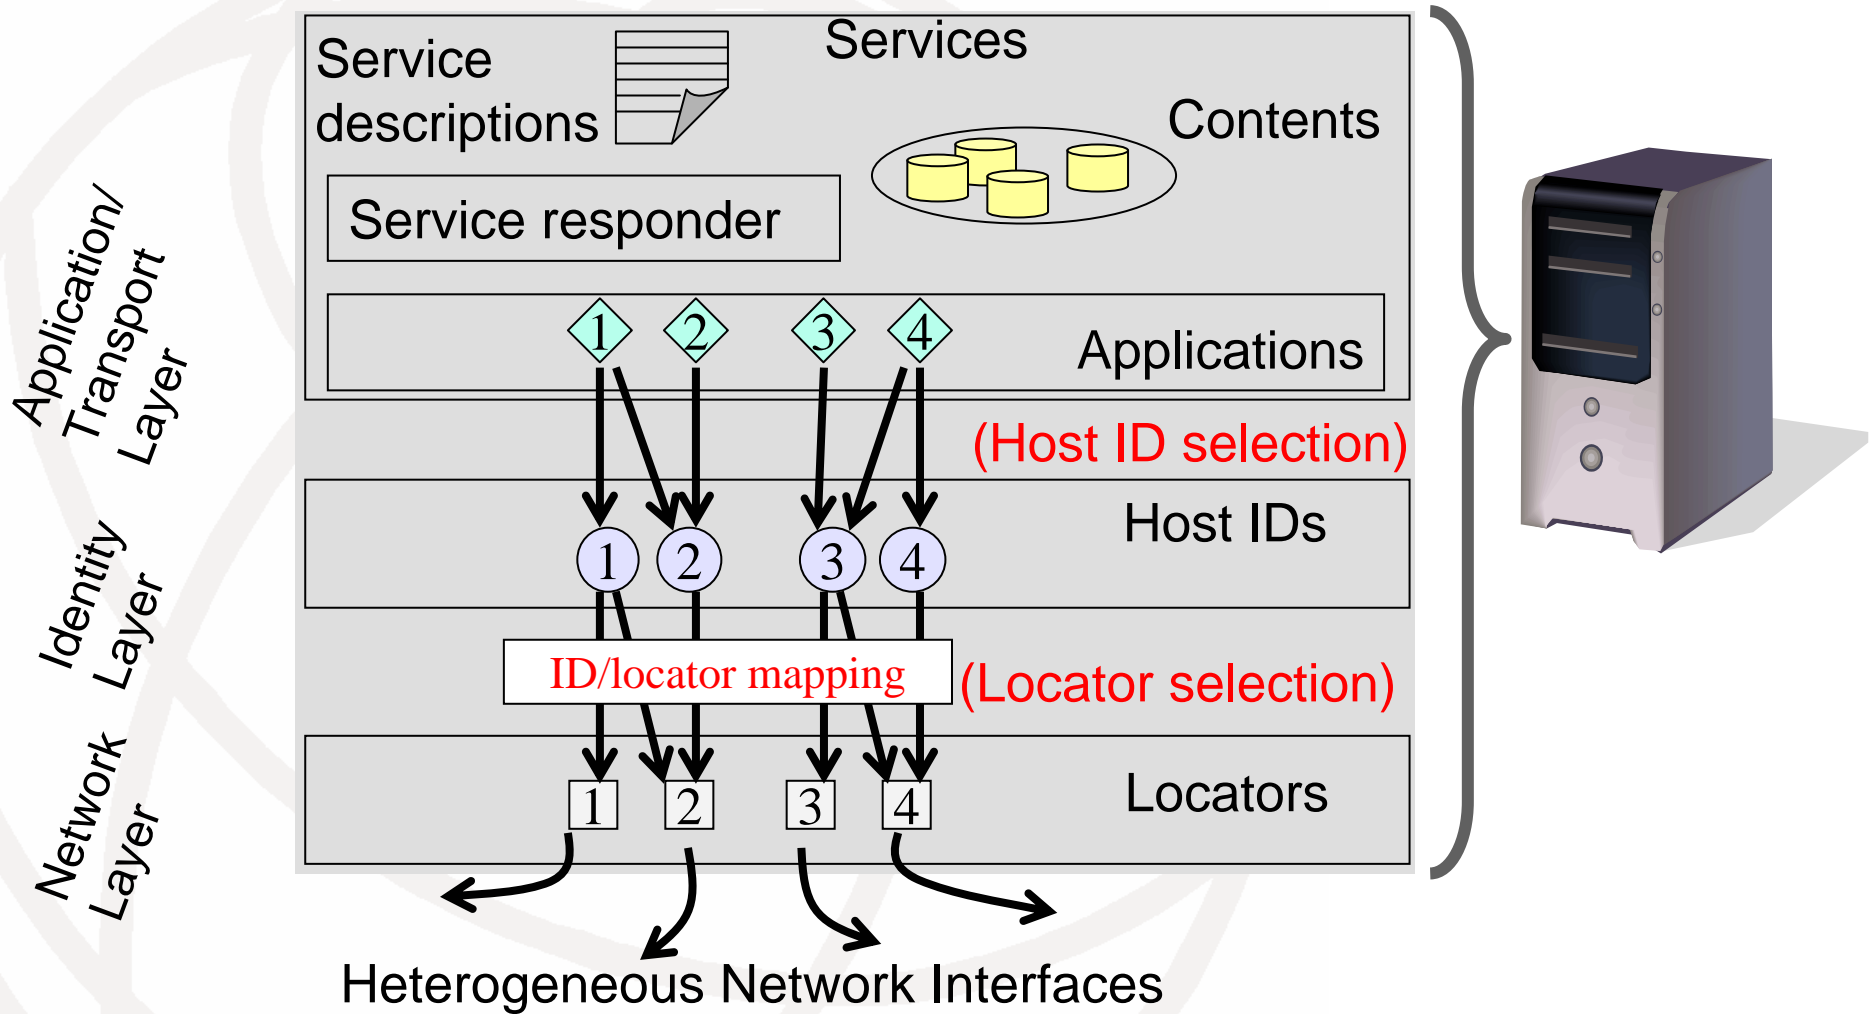 Services
Service
descriptions
Contents
Service responder
1 2 3 4
Applications
(Host ID selection)
Host IDs
1 2 3 4
ID/locator mapping
(Locator selection)
Locators
1 2 3 4
Heterogeneous Network Interfaces
Application/
Transport
Layer
Identity
Layer
Network
Layer